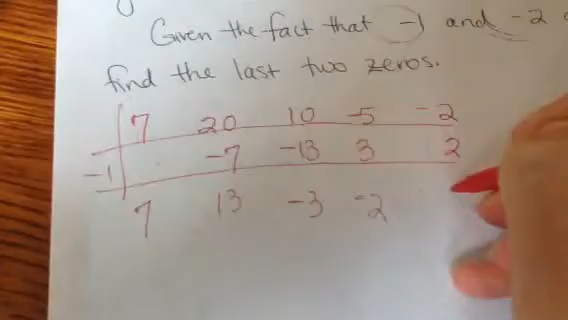 Given the fact that -1 and -2
find the last two zeros.
7 20 10 -5 -2
-7 -13 3 2
-1
7 13 -3 -2